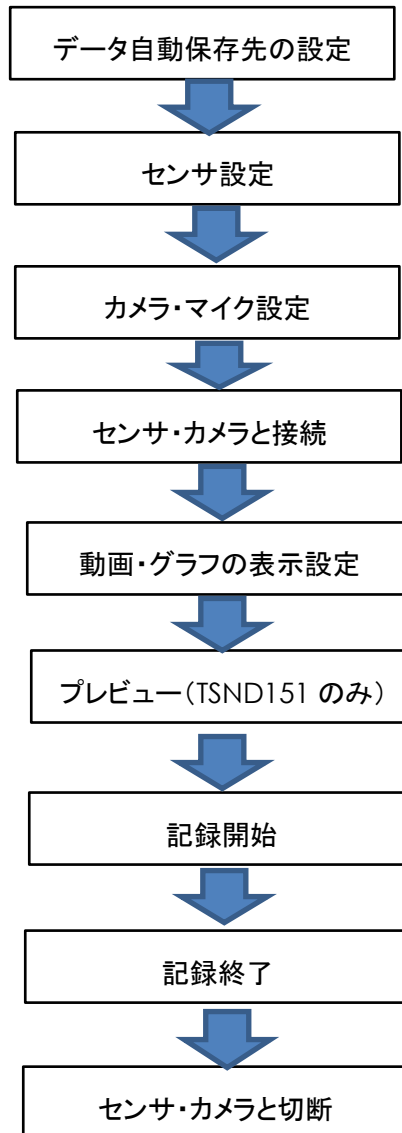 データ自動保存先の設定
センサ設定
カメラ・マイク設定
センサ・カメラと接続
動画・グラフの表示設定
プレビュー（TSND151 のみ）
記録開始
記録終了
センサ・カメラと切断